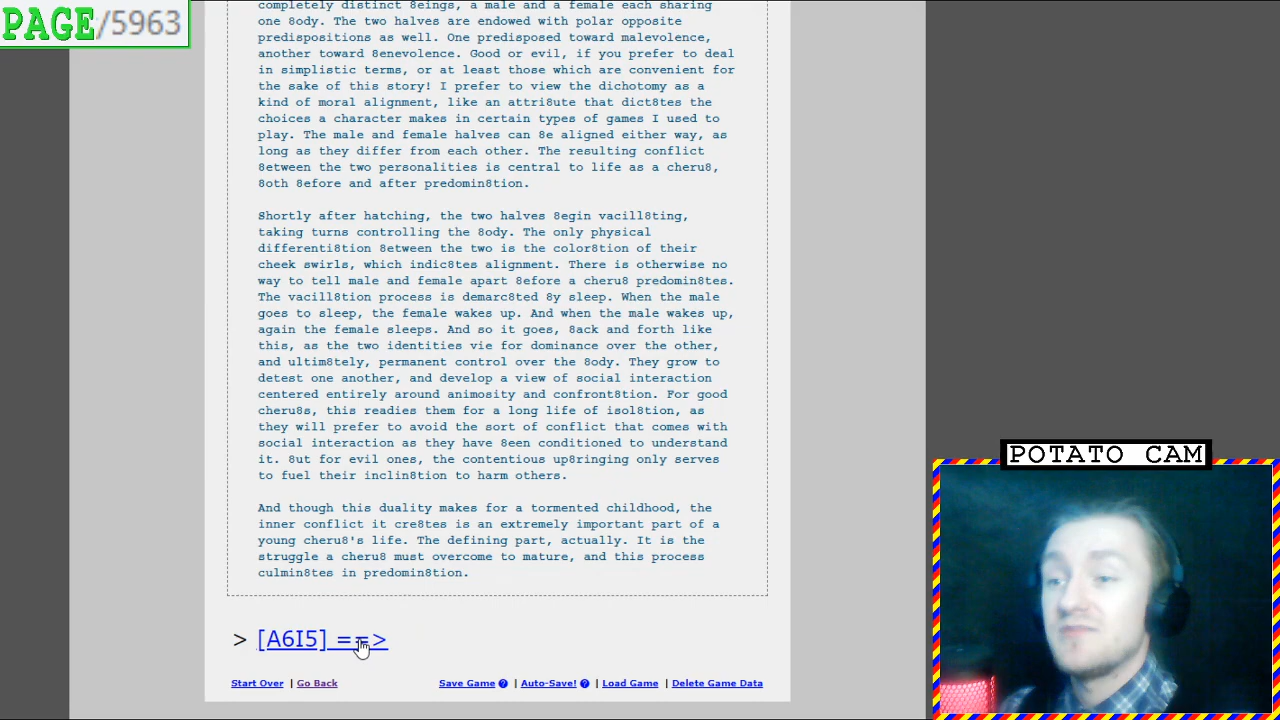 PAGE/5963
completely distinct 8eings, a male and a female each sharing
one 8ody. The two halves are endowed with polar opposite
predispositions as well. One predisposed toward malevolence,
another toward 8enevolence. Good or evil, if you prefer to deal
in simplistic terms, or at least those which are convenient for
the sake of this story! I prefer to view the dichotomy as a
kind of moral alignment, like an attri8ute that dict8tes the
choices a character makes in certain types of games I used to
play. The male and female halves can 8e aligned either way, as
long as they differ from each other. The resulting conflict
8etween the two personalities is central to life as a cheru8,
8oth 8efore and after predomin8tion.
Shortly after hatching, the two halves 8egin vacill8ting,
taking turns controlling the 8ody. The only physical
differenti8tion 8etween the two is the color8tion of their
cheek swirls, which indic8tes alignment. There is otherwise no
way to tell male and female apart 8efore a cheru8 predomin8tes.
The vacill8tion process is demarc8ted 8y sleep. When the male
goes to sleep, the female wakes up. And when the male wakes up,
again the female sleeps. And so it goes, 8ack and forth like
this, as the two identities vie for dominance over the other,
and ultim8tely, permanent control over the 8ody. They grow to
detest one another, and develop a view of social interaction
centered entirely around animosity and confront8tion. For good
cheru8s, this readies them for a long life of isol8tion, as
they will prefer to avoid the sort of conflict that comes with
social interaction as they have 8een conditioned to understand
it. 8ut for evil ones, the contentious up8ringing only serves
to fuel their inclin8tion to harm others.
And though this duality makes for a tormented childhood, the
inner conflict it cre8tes is an extremely important part of a
young cheru8's life. The defining part, actually. It is the
struggle a cheru8 must overcome to mature, and this process
culmin8tes in predomin8tion.
> [A6I5] ==>
Start Over | Go Back Save Game ? | Auto-Save! ? | Load Game | Delete Game Data
POTATO CAM